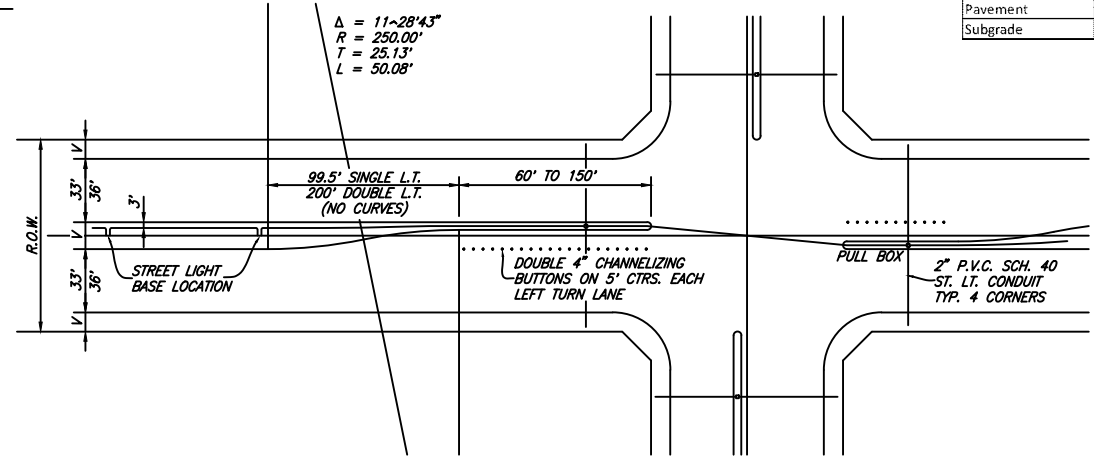 Pavement
Subgrade
Δ = 11~28'43"
R = 250.00'
T = 25.13'
L = 50.08'
V
33'
36'
3'
V
R.O.W.
V
33'
36'
V
99.5' SINGLE L.T.
200' DOUBLE L.T.
(NO CURVES)
60' TO 150'
STREET LIGHT
BASE LOCATION
DOUBLE 4" CHANNELIZING
BUTTONS ON 5' CTRS. EACH
LEFT TURN LANE
PULL BOX
2" P.V.C. SCH. 40
ST. LT. CONDUIT
TYP. 4 CORNERS